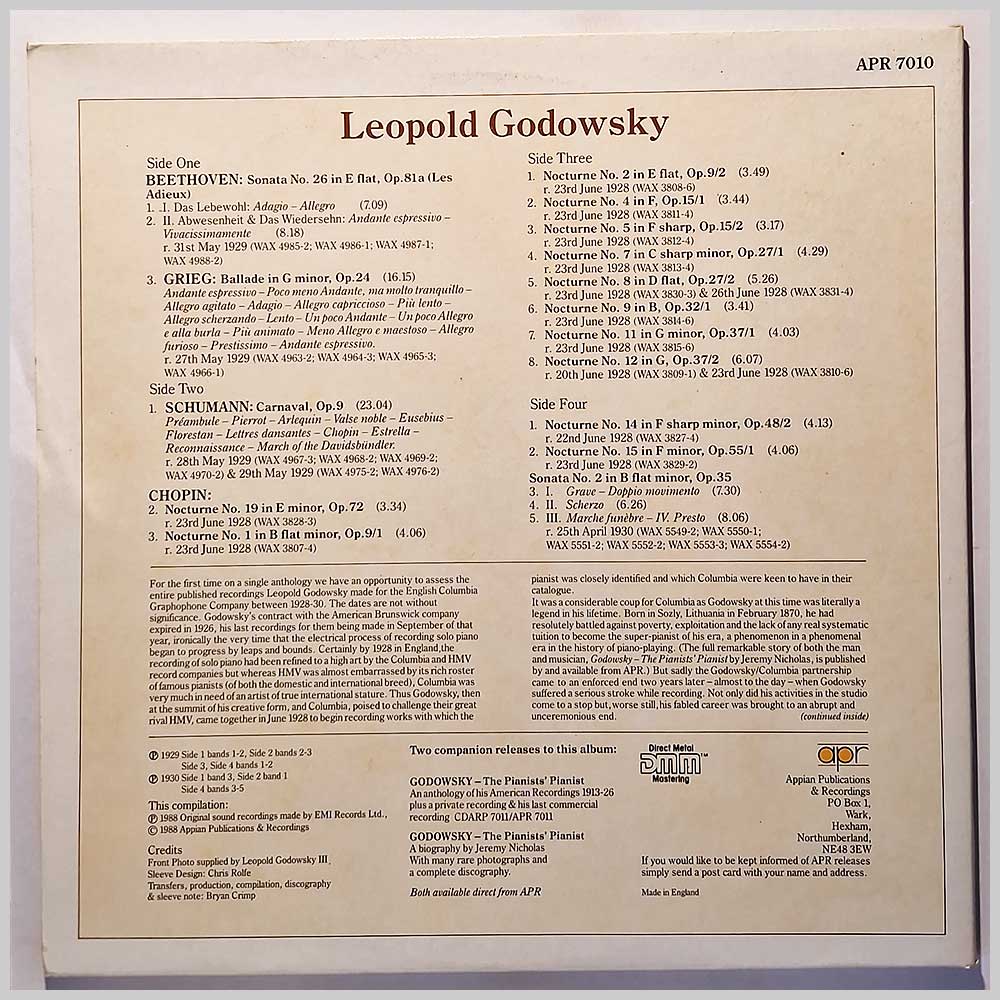 APR 7010
Leopold Godowsky
Side One
BEETHOVEN: Sonata No. 26 in E flat, Op.81a (Les
Adieux)
1. .I. Das Lebewohl: Adagio – Allegro (7.09)
2. II. Abwesenheit & Das Wiedersehn: Andante espressivo –
Vivacissimamente (8.18)
r. 31st May 1929 (WAX 4985-2; WAX 4986-1; WAX 4987-1;
WAX 4988-2)
3. GRIEG: Ballade in G minor, Op.24 (16.15)
Andante espressivo – Poco meno Andante, ma molto tranquillo –
Allegro agitato – Adagio – Allegro capriccioso – Più lento –
Allegro scherzando – Lento – Un poco Andante – Un poco Allegro
e alla burla – Più animato – Meno Allegro e maestoso – Allegro
furioso – Prestissimo – Andante espressivo.
r. 27th May 1929 (WAX 4963-2; WAX 4964-3; WAX 4965-3;
WAX 4966-1)
Side Two
1. SCHUMANN: Carnaval, Op.9 (23.04)
Préambule – Pierrot – Arlequin – Valse noble – Eusebius –
Florestan – Lettres dansantes – Chopin – Estrella –
Reconnaissance – March of the Davidsbündler.
r. 28th May 1929 (WAX 4967-3; WAX 4968-2; WAX 4969-2;
WAX 4970-2) & 29th May 1929 (WAX 4975-2; WAX 4976-2)
CHOPIN:
2. Nocturne No. 19 in E minor, Op.72 (3.34)
r. 23rd June 1928 (WAX 3828-3)
3. Nocturne No. 1 in B flat minor, Op.9/1 (4.06)
r. 23rd June 1928 (WAX 3807-4)
Side Three
1. Nocturne No. 2 in E flat, Op.9/2 (3.49)
r. 23rd June 1928 (WAX 3808-6)
2. Nocturne No. 4 in F, Op.15/1 (3.44)
r. 23rd June 1928 (WAX 3811-4)
3. Nocturne No. 5 in F sharp, Op.15/2 (3.17)
r. 23rd June 1928 (WAX 3812-4)
4. Nocturne No. 7 in C sharp minor, Op.27/1 (4.29)
r. 23rd June 1928 (WAX 3813-4)
5. Nocturne No. 8 in D flat, Op.27/2 (5.26)
r. 23rd June 1928 (WAX 3830-3) & 26th June 1928 (WAX 3831-4)
6. Nocturne No. 9 in B, Op.32/1 (3.41)
r. 23rd June 1928 (WAX 3814-6)
7. Nocturne No. 11 in G minor, Op.37/1 (4.03)
r. 23rd June 1928 (WAX 3815-6)
8. Nocturne No. 12 in G, Op.37/2 (6.07)
r. 20th June 1928 (WAX 3809-1) & 23rd June 1928 (WAX 3810-6)
Side Four
1. Nocturne No. 14 in F sharp minor, Op.48/2 (4.13)
r. 22nd June 1928 (WAX 3827-4)
2. Nocturne No. 15 in F minor, Op.55/1 (4.06)
r. 23rd June 1928 (WAX 3829-2)
Sonata No. 2 in B flat minor, Op.35
3. I. Grave – Doppio movimento (7.30)
4. II. Scherzo (6.26)
5. III. Marche funèbre – IV. Presto (8.06)
r. 25th April 1930 (WAX 5549-2; WAX 5550-1;
WAX 5551-2; WAX 5552-2; WAX 5553-3; WAX 5554-2)
For the first time on a single anthology we have an opportunity to assess the
entire published recordings Leopold Godowsky made for the English Columbia
Graphophone Company between 1928-30. The dates are not without
significance. Godowsky's contract with the American Brunswick company
expired in 1926, his last recordings for them being made in September of that
year, ironically the very time that the electrical process of recording solo piano
began to progress by leaps and bounds. Certainly by 1928 in England,the
recording of solo piano had been refined to a high art by the Columbia and HMV
record companies but whereas HMV was almost embarrassed by its rich roster
of famous pianists (of both the domestic and international breed), Columbia was
very much in need of an artist of true international stature. Thus Godowsky, then
at the summit of his creative form, and Columbia, poised to challenge their great
rival HMV, came together in June 1928 to begin recording works with which the
pianist was closely identified and which Columbia were keen to have in their
catalogue.
It was a considerable coup for Columbia as Godowsky at this time was literally a
legend in his lifetime. Born in Sozly, Lithuania in February 1870, he had
resolutely battled against poverty, exploitation and the lack of any real systematic
tuition to become the super-pianist of his era, a phenomenon in a phenomenal
era in the history of piano-playing. (The full remarkable story of both the man
and musician, Godowsky – The Pianists' Pianist by Jeremy Nicholas, is published
by and available from APR.) But sadly the Godowsky/Columbia partnership
came to an enforced end two years later – almost to the day – when Godowsky
suffered a serious stroke while recording. Not only did his activities in the studio
come to a stop but, worse still, his fabled career was brought to an abrupt and
unceremonious end. (continued inside)
℗ 1929 Side 1 bands 1-2, Side 2 bands 2-3
Side 3, Side 4 bands 1-2
℗ 1930 Side 1 band 3, Side 2 band 1
Side 4 bands 3-5
This compilation:
℗ 1988 Original sound recordings made by EMI Records Ltd.,
© 1988 Appian Publications & Recordings
Credits
Front Photo supplied by Leopold Godowsky III,
Sleeve Design: Chris Rolfe
Transfers, production, compilation, discography
& sleeve note: Bryan Crimp
Two companion releases to this album:
GODOWSKY – The Pianists' Pianist
An anthology of his American Recordings 1913-26
plus a private recording & his last commercial
recording CDARP 7011/APR 7011
GODOWSKY – The Pianists' Pianist
A biography by Jeremy Nicholas
With many rare photographs and
a complete discography.
Both available direct from APR
Direct Metal
DMM™
Mastering
apr
Appian Publications
& Recordings
PO Box 1,
Wark,
Hexham,
Northumberland,
NE48 3EW
If you would like to be kept informed of APR releases
simply send a post card with your name and address.
Made in England